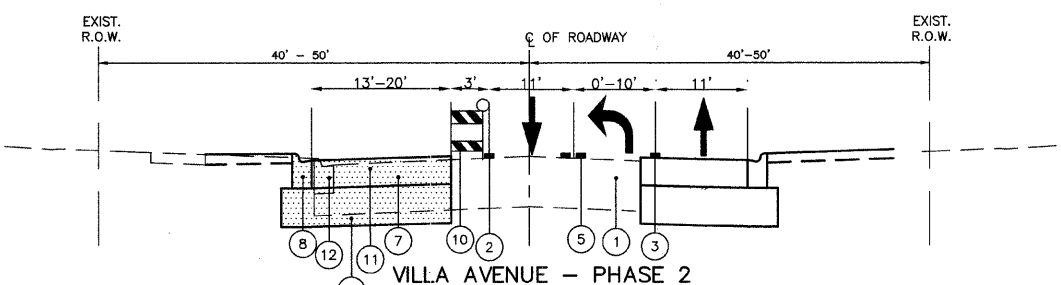 EXIST.
R.O.W.
℄ OF ROADWAY
EXIST.
R.O.W.
40' - 50'
40'-50'
13'-20'
3'
11'
0'-10'
11'
8
12
11
7
10
2
5
1
3
VILLA AVENUE - PHASE 2